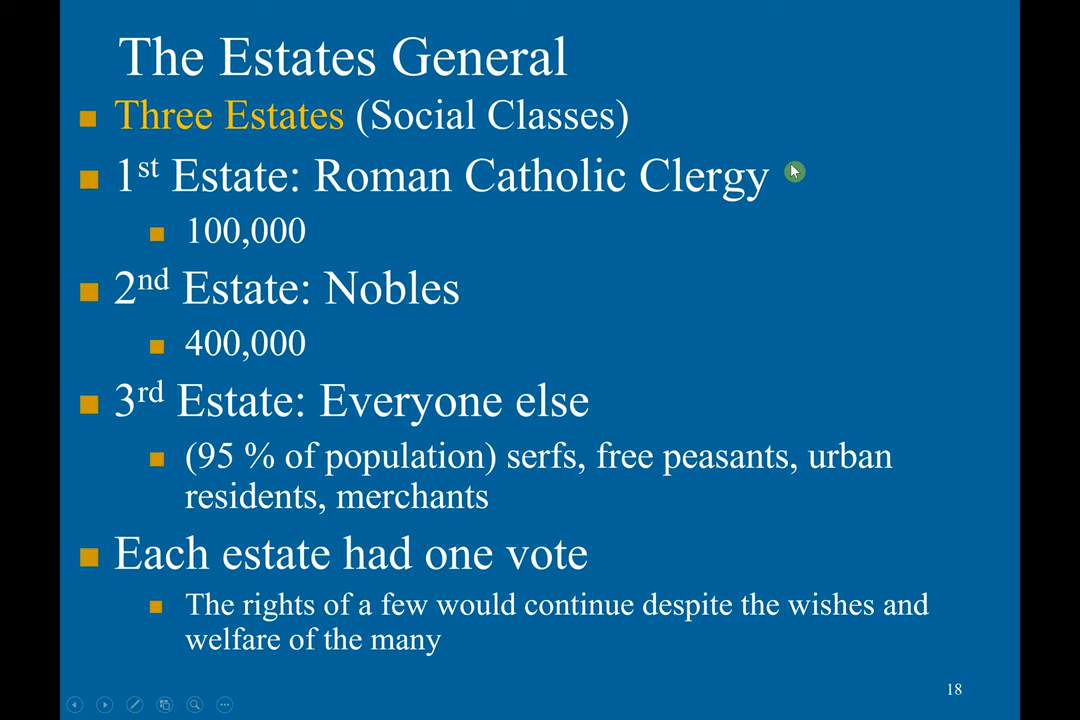 The Estates General
Three Estates (Social Classes)
1st Estate: Roman Catholic Clergy
100,000
2nd Estate: Nobles
400,000
3rd Estate: Everyone else
(95 % of population) serfs, free peasants, urban
residents, merchants
Each estate had one vote
The rights of a few would continue despite the wishes and
welfare of the many
18